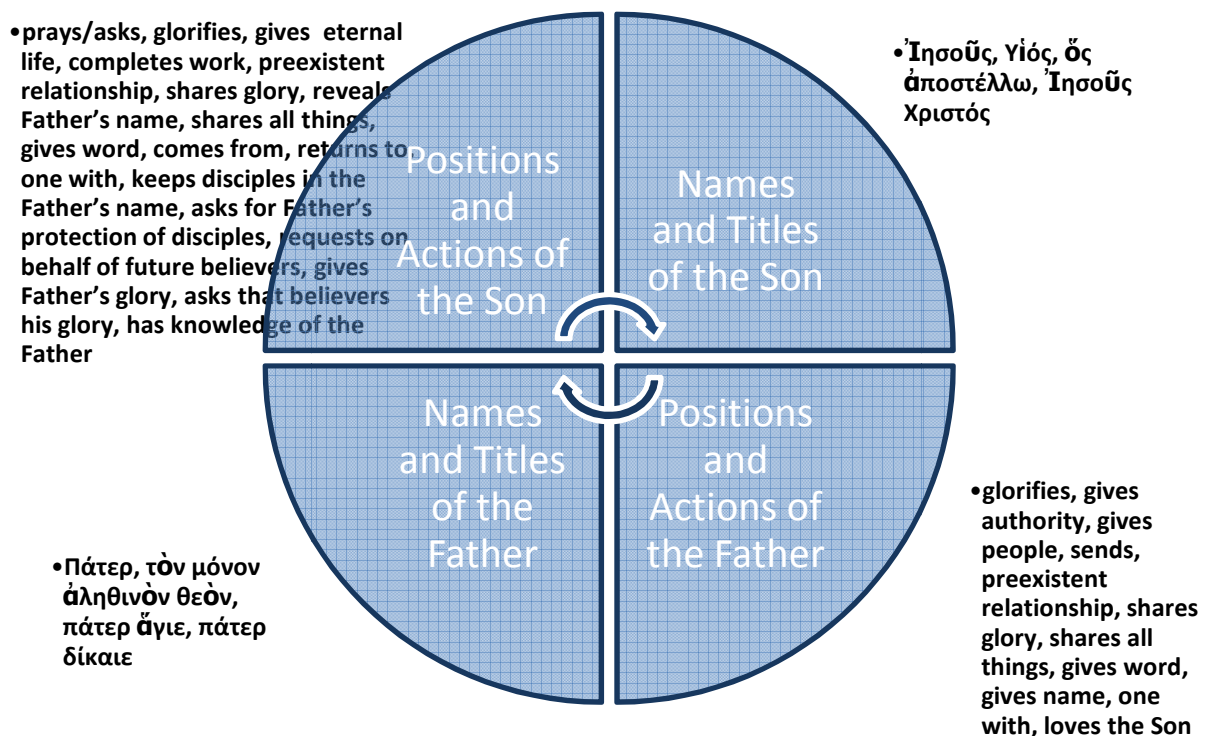 •prays/asks, glorifies, gives eternal
life, completes work, preexistent
relationship, shares glory, reveals
Father’s name, shares all things,
gives word, comes from, returns to,
one with, keeps disciples in the
Father’s name, asks for Father’s
protection of disciples, requests on
behalf of future believers, gives
Father’s glory, asks that believers
his glory, has knowledge of the
Father
Positions
and
Actions of
the Son
Names
and Titles
of the Son
•Ἰησοῦς, Υἱός, ὅς
ἀποστέλλω, Ἰησοῦς
Χριστός
Names
and Titles
of the
Father
•Πάτερ, τὸν μόνον
ἀληθινὸν θεὸν,
πάτερ ἅγιε, πάτερ
δίκαιε
Positions
and
Actions of
the Father
•glorifies, gives
authority, gives
people, sends,
preexistent
relationship, shares
glory, shares all
things, gives word,
gives name, one
with, loves the Son